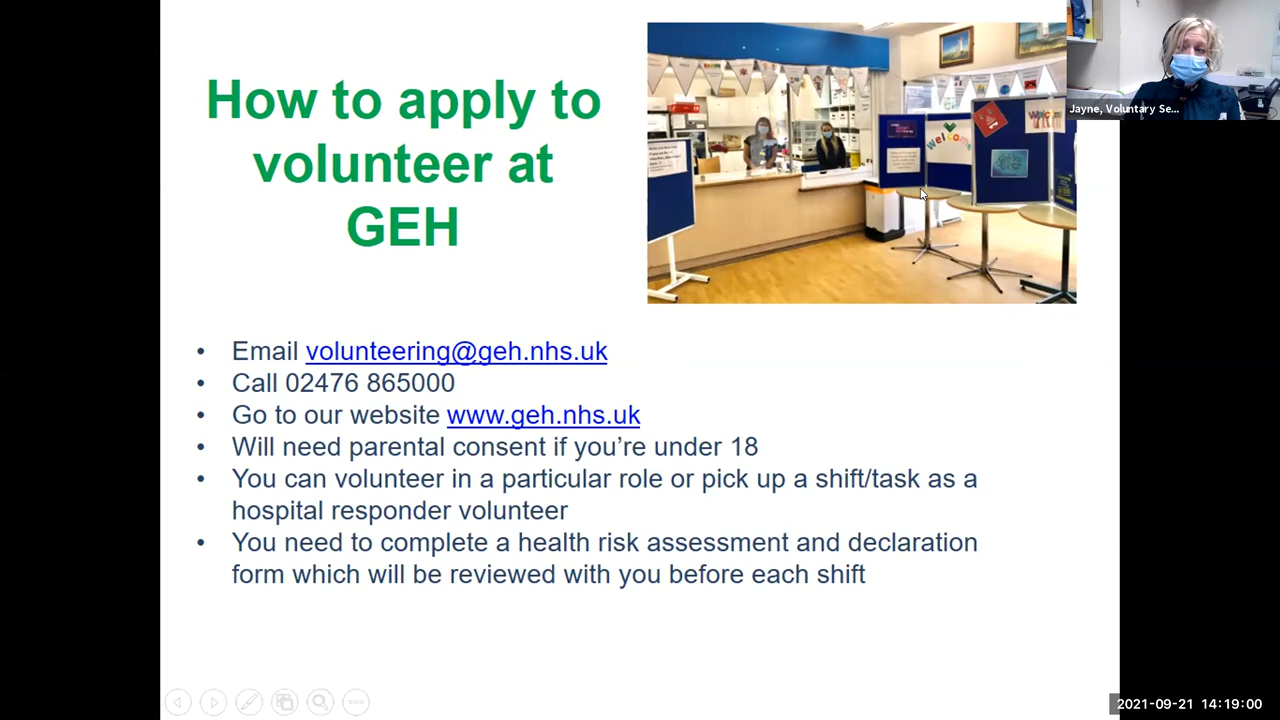 How to apply to
volunteer at
GEH
Welcome
Welcome
Jayne, Voluntary Se...
• Email volunteering@geh.nhs.uk
• Call 02476 865000
• Go to our website www.geh.nhs.uk
• Will need parental consent if you’re under 18
• You can volunteer in a particular role or pick up a shift/task as a
hospital responder volunteer
• You need to complete a health risk assessment and declaration
form which will be reviewed with you before each shift
2021-09-21 14:19:00